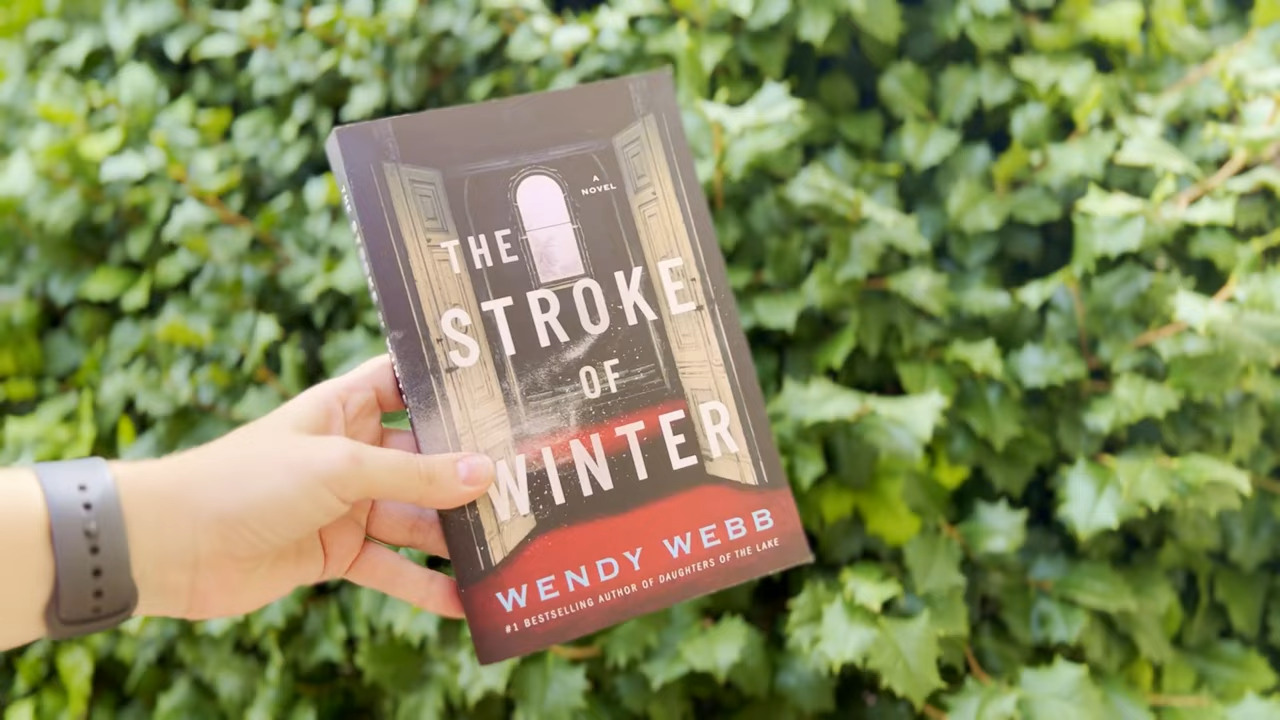 A
NOVEL
THE
STROKE
OF
WINTER
WENDY WEBB
#1 BESTSELLING AUTHOR OF DAUGHTERS OF THE LAKE